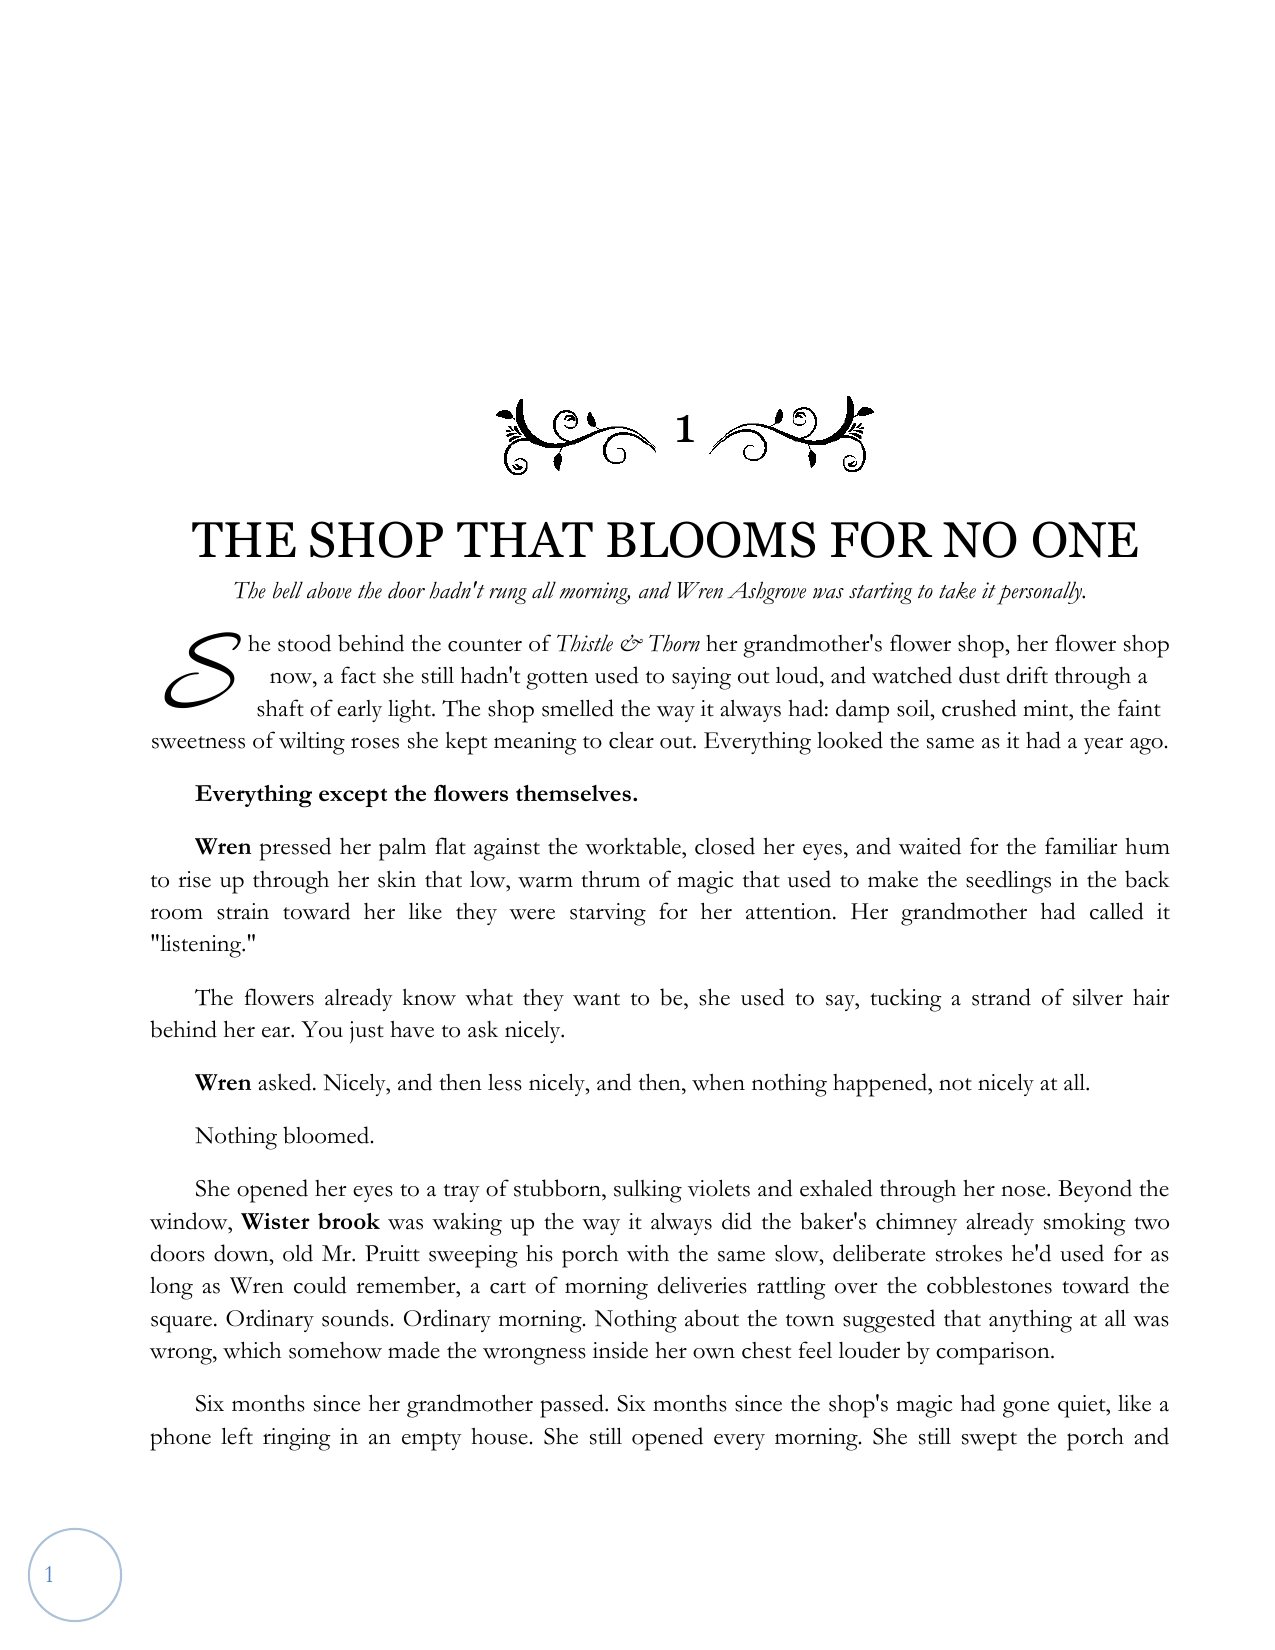 1
THE SHOP THAT BLOOMS FOR NO ONE
The bell above the door hadn't rung all morning, and Wren Ashgrove was starting to take it personally.
She stood behind the counter of Thistle & Thorn her grandmother's flower shop, her flower shop
now, a fact she still hadn't gotten used to saying out loud, and watched dust drift through a
shaft of early light. The shop smelled the way it always had: damp soil, crushed mint, the faint
sweetness of wilting roses she kept meaning to clear out. Everything looked the same as it had a year ago.
Everything except the flowers themselves.
Wren pressed her palm flat against the worktable, closed her eyes, and waited for the familiar hum
to rise up through her skin that low, warm thrum of magic that used to make the seedlings in the back
room strain toward her like they were starving for her attention. Her grandmother had called it
"listening."
The flowers already know what they want to be, she used to say, tucking a strand of silver hair
behind her ear. You just have to ask nicely.
Wren asked. Nicely, and then less nicely, and then, when nothing happened, not nicely at all.
Nothing bloomed.
She opened her eyes to a tray of stubborn, sulking violets and exhaled through her nose. Beyond the
window, Wister brook was waking up the way it always did the baker's chimney already smoking two
doors down, old Mr. Pruitt sweeping his porch with the same slow, deliberate strokes he'd used for as
long as Wren could remember, a cart of morning deliveries rattling over the cobblestones toward the
square. Ordinary sounds. Ordinary morning. Nothing about the town suggested that anything at all was
wrong, which somehow made the wrongness inside her own chest feel louder by comparison.
Six months since her grandmother passed. Six months since the shop's magic had gone quiet, like a
phone left ringing in an empty house. She still opened every morning. She still swept the porch and
1